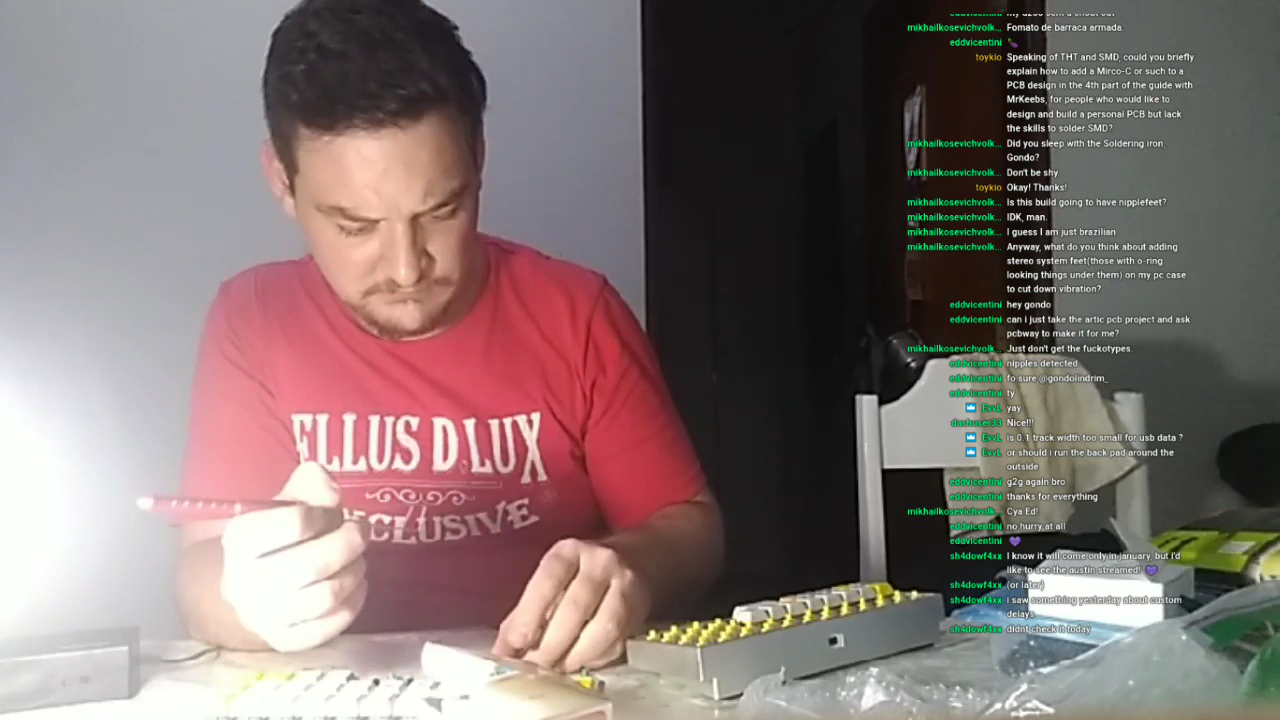 ELLUS D.LUX
EXCLUSIVE
eddvicentini
mikhailkosevichvolk... Fomato de barraca armada.
eddvicentini 🍆
toykio Speaking of THT and SMD, could you briefly
explain how to add a Mirco-C or such to a
PCB design in the 4th part of the guide with
MrKeebs, for people who would like to
design and build a personal PCB but lack
the skills to solder SMD?
mikhailkosevichvolk... Did you sleep with the Soldering iron,
Gondo?
mikhailkosevichvolk... Don't be shy
toykio Okay! Thanks!
mikhailkosevichvolk... Is this build going to have nipplefeet?
mikhailkosevichvolk... IDK, man.
mikhailkosevichvolk... I guess I am just brazilian
mikhailkosevichvolk... Anyway, what do you think about adding
stereo system feet(those with o-ring
looking things under them) on my pc case
to cut down vibration?
eddvicentini hey gondo
eddvicentini can i just take the artic pcb project and ask
pcbway to make it for me?
mikhailkosevichvolk... Just don't get the fuckotypes.
eddvicentini nipples detected
eddvicentini fo sure @gondolindrim_
eddvicentini ty
EvvL yay
dashuser33 Nice!!!
EvvL is 0.1 track width too small for usb data ?
EvvL or should i run the back pad around the
outside
eddvicentini g2g again bro
eddvicentini thanks for everything
mikhailkosevichvolk... Cya Ed!
eddvicentini no hurry at all
eddvicentini 💜
sh4dowf4xx I know it will come only in january, but i'd
like to see the austin streamed! 💜
sh4dowf4xx (or later)
sh4dowf4xx i saw something yesterday about custom
delays
sh4dowf4xx didnt check it today